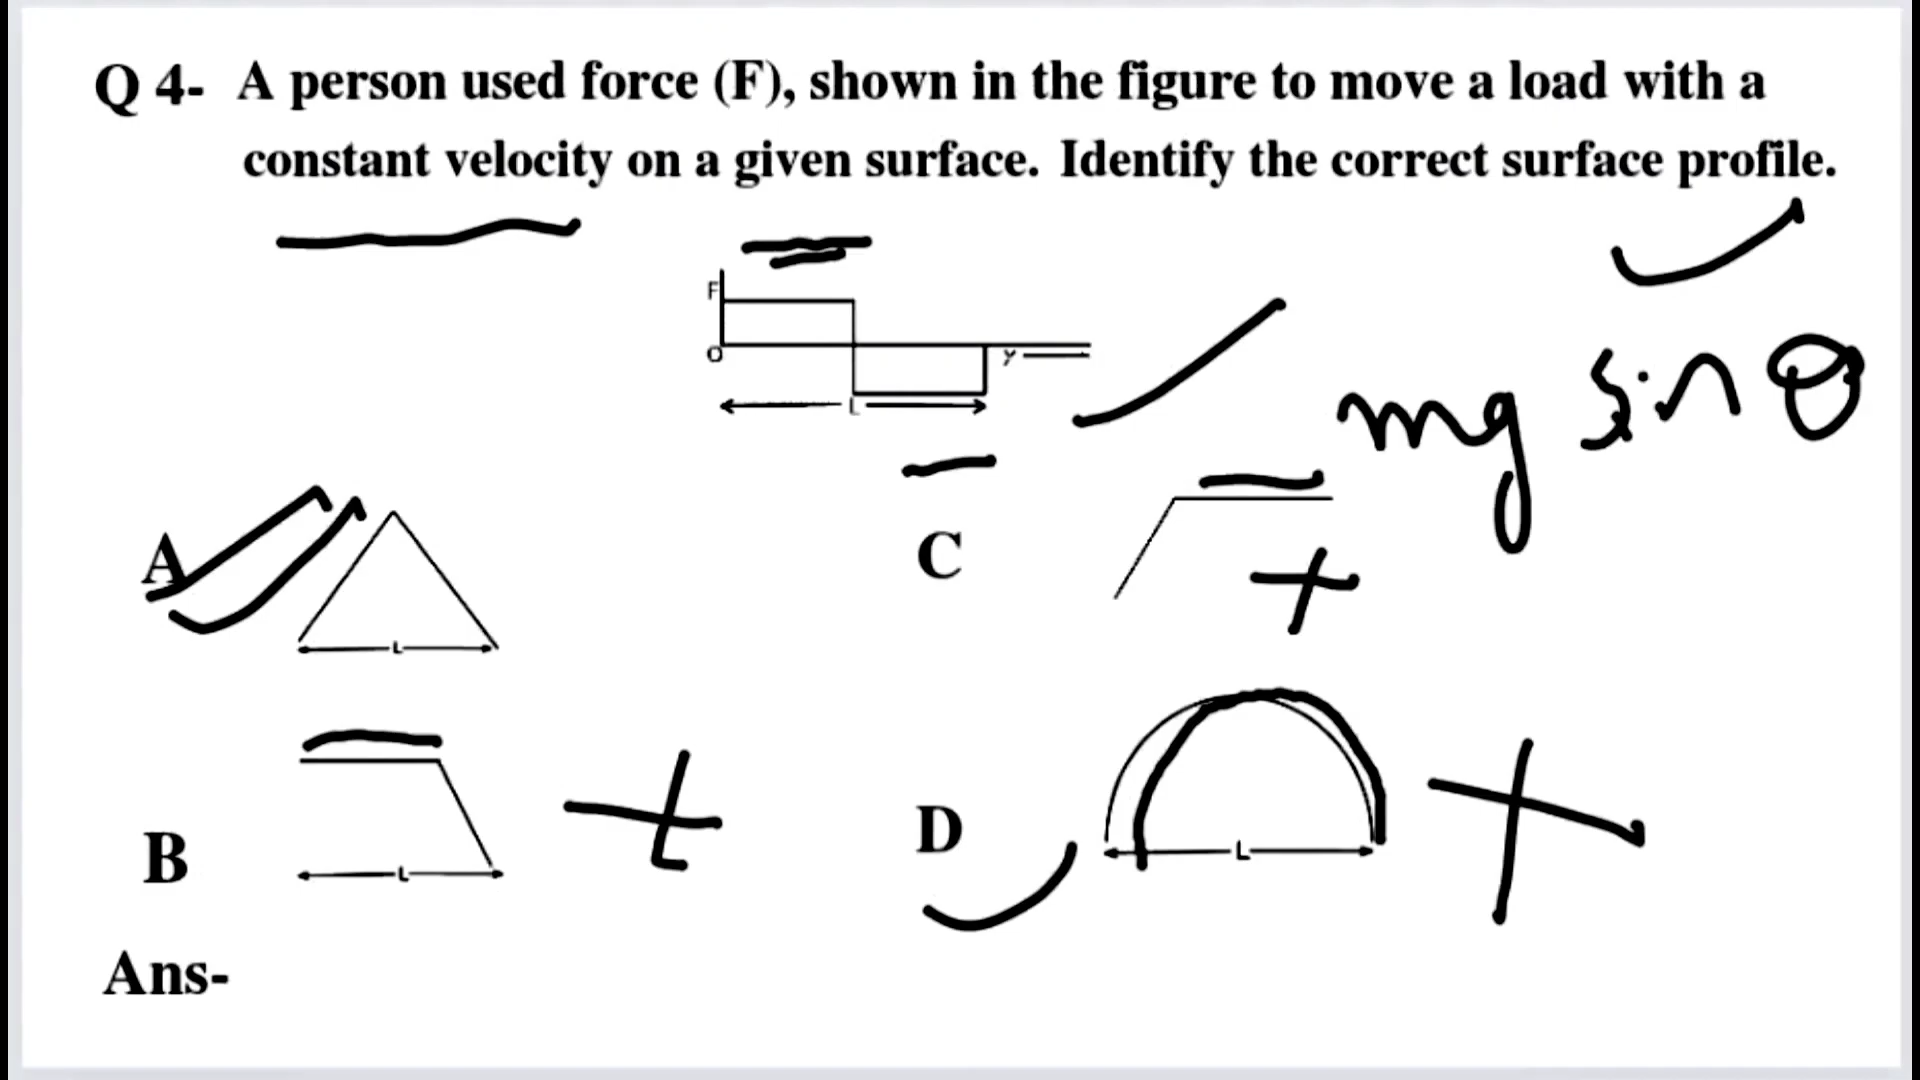 Q 4- A person used force (F), shown in the figure to move a load with a
constant velocity on a given surface. Identify the correct surface profile.
F
O
Y
L
mg sin θ
A
L
C
B
L
D
L
Ans-